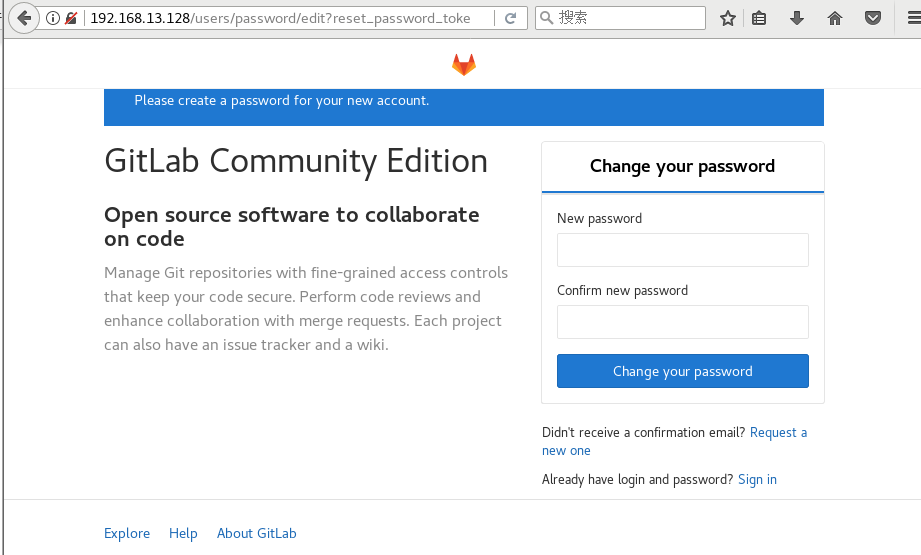 192.168.13.128/users/password/edit?reset_password_toke
搜索
Please create a password for your new account.
GitLab Community Edition
Open source software to collaborate
on code
Manage Git repositories with fine-grained access controls
that keep your code secure. Perform code reviews and
enhance collaboration with merge requests. Each project
can also have an issue tracker and a wiki.
Change your password
New password
Confirm new password
Change your password
Didn't receive a confirmation email? Request a
new one
Already have login and password? Sign in
Explore Help About GitLab